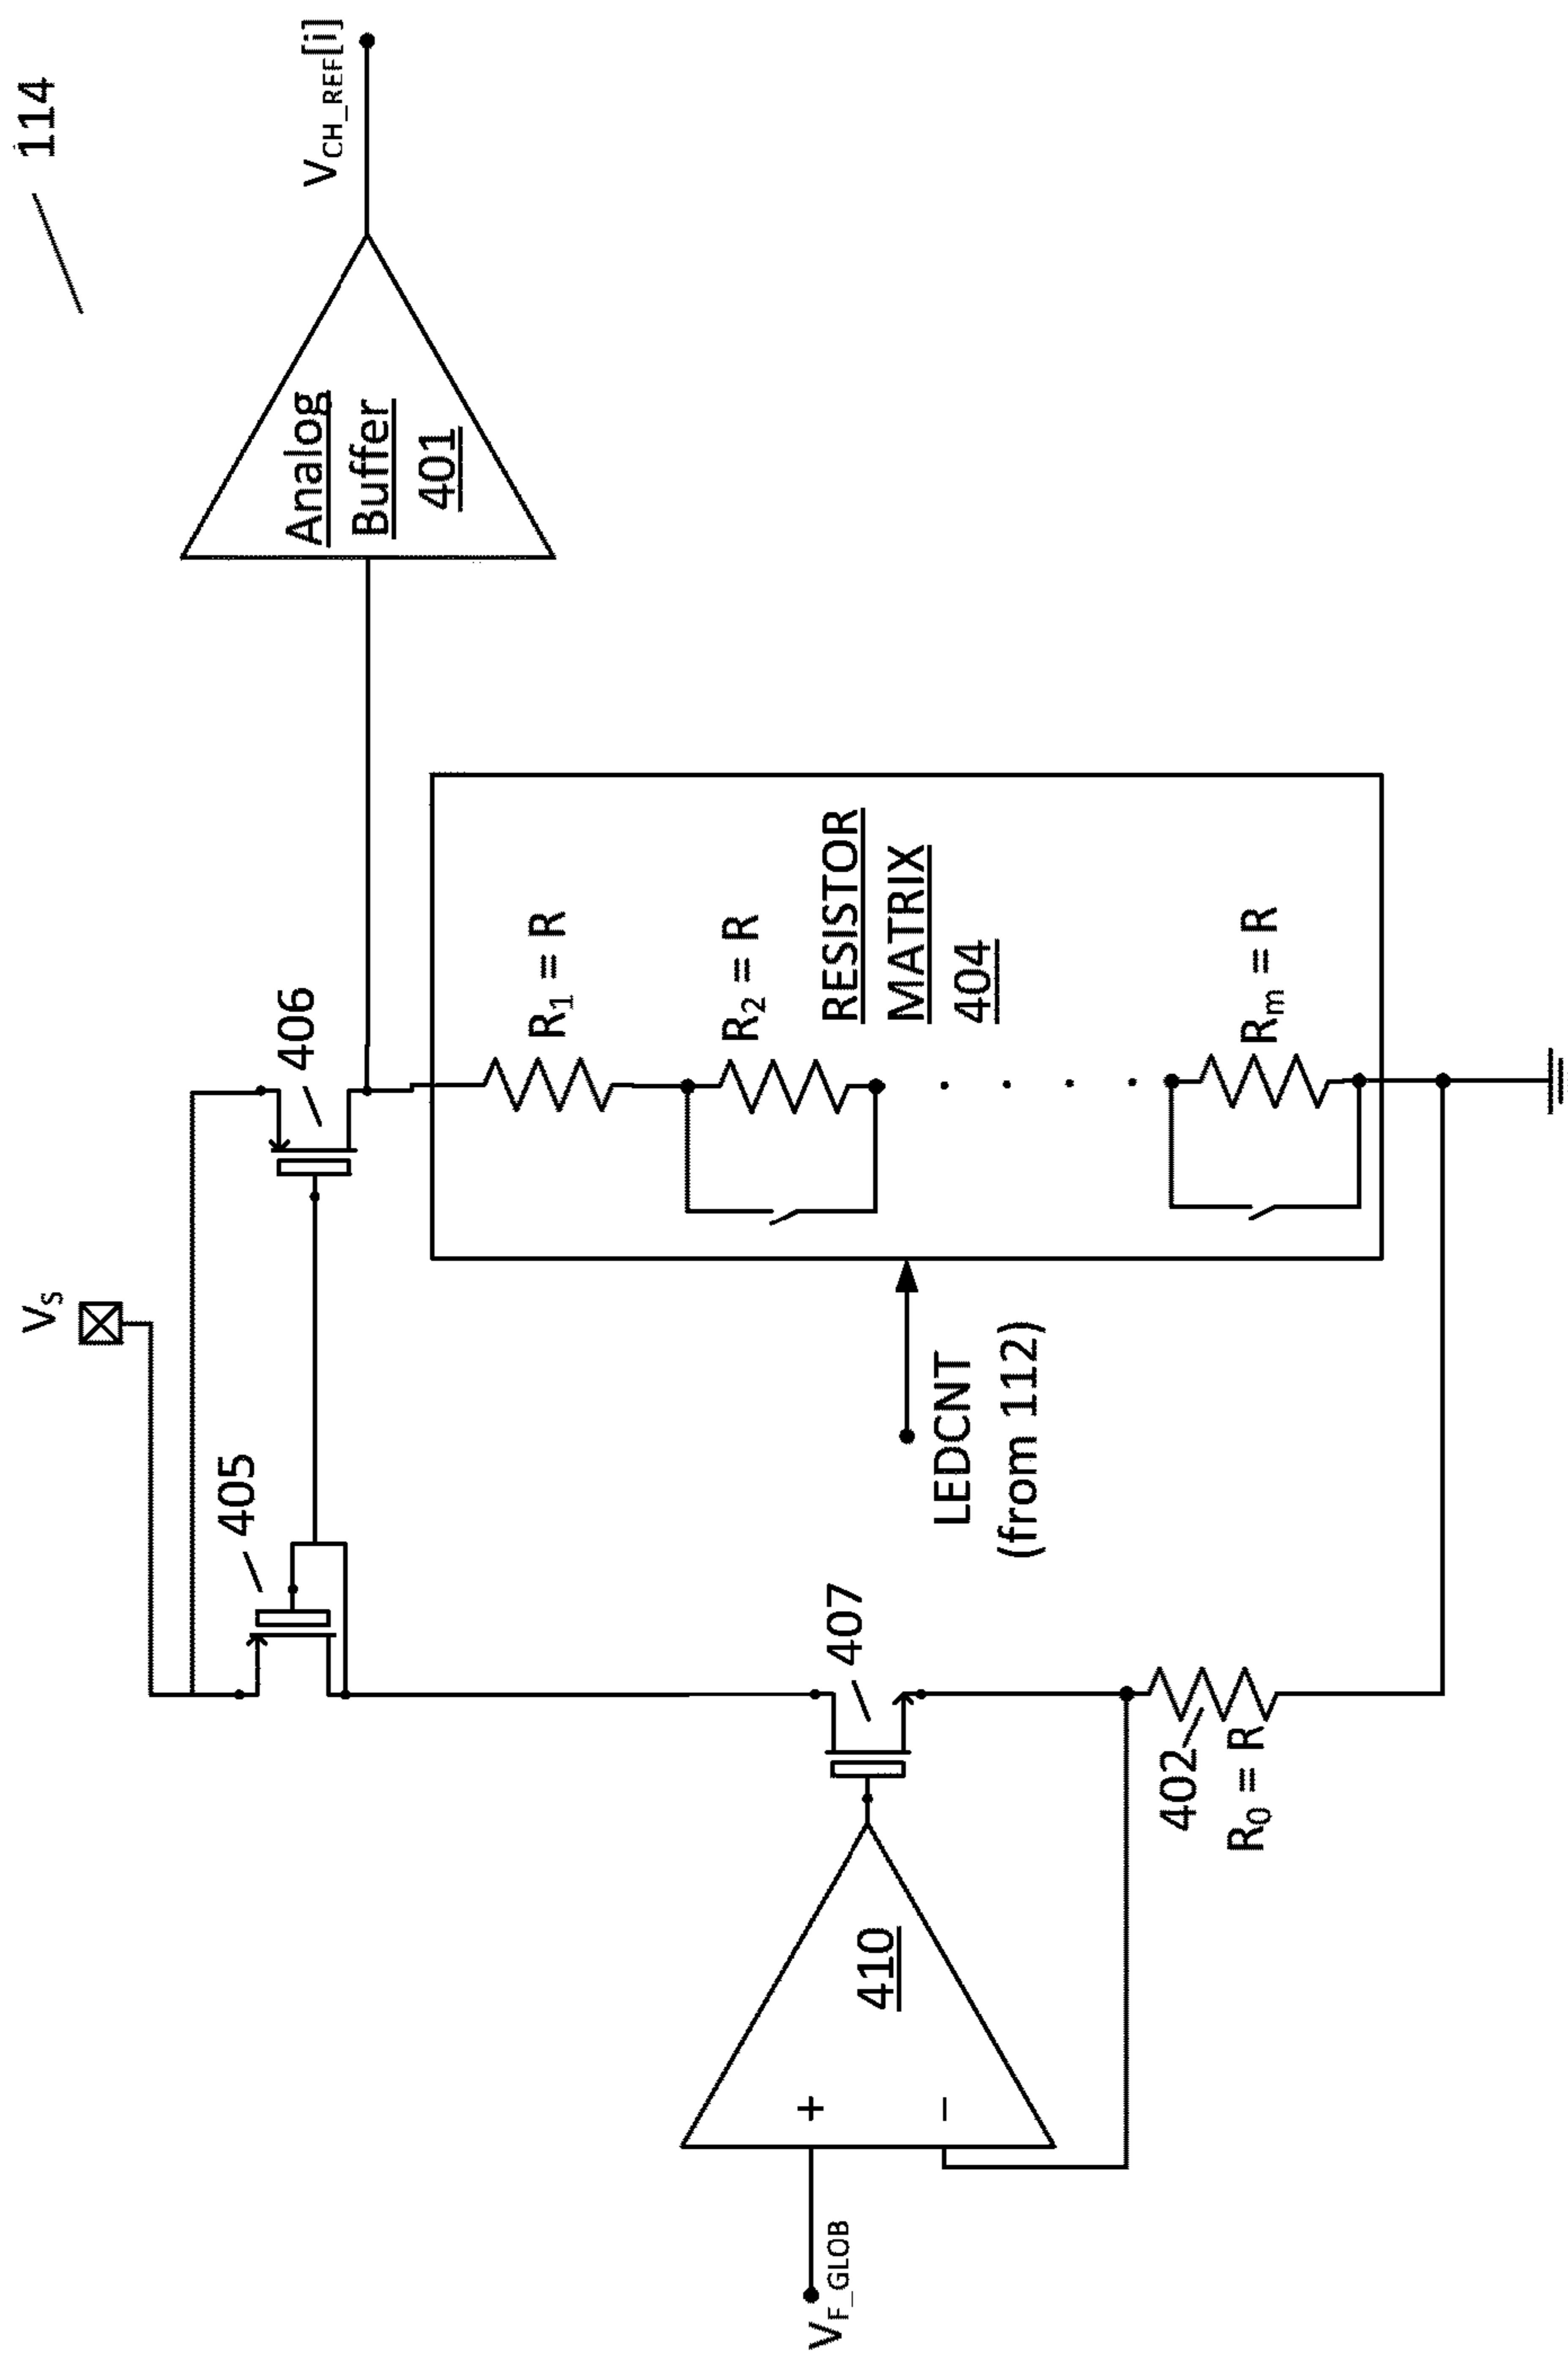 114
V_S
405
406
Analog
Buffer
401
V_CH_REF[i]
R_1 = R
R_2 = R
RESISTOR
MATRIX
404
R_m = R
LEDCNT
(from 112)
407
410
+
−
V_F_GLOB
402
R_0 = R